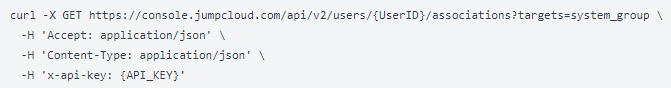 curl -X GET https://console.jumpcloud.com/api/v2/users/{UserID}/associations?targets=system_group \
-H 'Accept: application/json' \
-H 'Content-Type: application/json' \
-H 'x-api-key: {API_KEY}'